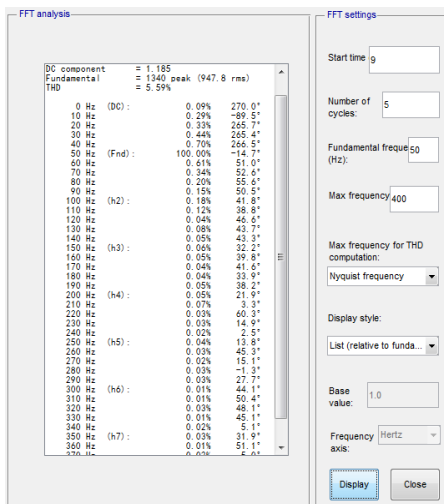 FFT analysis
DC component = 1.185
Fundamental = 1340 peak (947.8 rms)
THD = 5.59%
0 Hz (DC): 0.09% 270.0°
10 Hz 0.29% -89.5°
20 Hz 0.33% 265.7°
30 Hz 0.44% 265.4°
40 Hz 0.70% 266.5°
50 Hz (Fnd): 100.00% -14.7°
60 Hz 0.61% 51.0°
70 Hz 0.34% 52.6°
80 Hz 0.20% 55.6°
90 Hz 0.15% 50.5°
100 Hz (h2): 0.18% 41.8°
110 Hz 0.12% 38.8°
120 Hz 0.04% 46.6°
130 Hz 0.08% 43.7°
140 Hz 0.05% 43.3°
150 Hz (h3): 0.06% 32.2°
160 Hz 0.05% 39.8°
170 Hz 0.04% 41.6°
180 Hz 0.04% 33.9°
190 Hz 0.05% 38.2°
200 Hz (h4): 0.05% 21.9°
210 Hz 0.07% 3.3°
220 Hz 0.03% 60.3°
230 Hz 0.03% 14.9°
240 Hz 0.02% 2.5°
250 Hz (h5): 0.04% 13.8°
260 Hz 0.03% 45.3°
270 Hz 0.02% 15.1°
280 Hz 0.03% -1.3°
290 Hz 0.03% 27.7°
300 Hz (h6): 0.01% 44.1°
310 Hz 0.01% 50.4°
320 Hz 0.03% 48.1°
330 Hz 0.01% 45.1°
340 Hz 0.02% 5.1°
350 Hz (h7): 0.03% 31.9°
360 Hz 0.01% 51.1°
FFT settings
Start time 9
Number of
cycles: 5
Fundamental freque 50
(Hz):
Max frequency 400
Max frequency for THD
computation:
Nyquist frequency
Display style:
List (relative to funda...
Base
value: 1.0
Frequency
axis: Hertz
Display Close